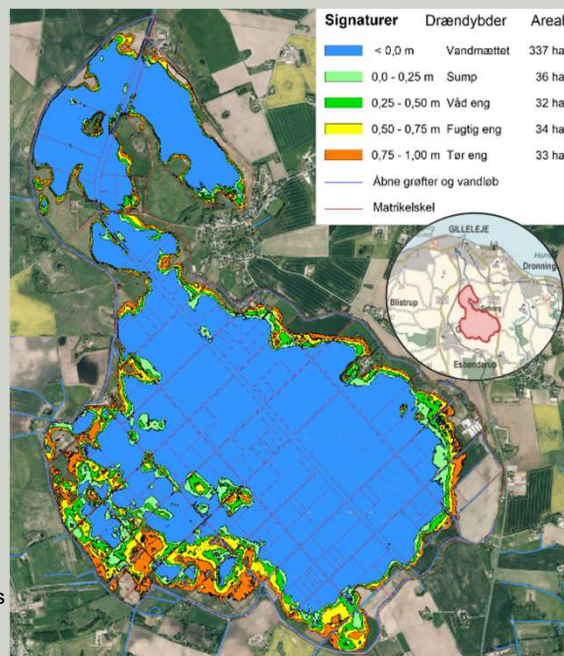 Signaturer Drændybder Areal
< 0,0 m Vandmættet 337 ha
0,0 - 0,25 m Sump 36 ha
0,25 - 0,50 m Våd eng 32 ha
0,50 - 0,75 m Fugtig eng 34 ha
0,75 - 1,00 m Tør eng 33 ha
Åbne grøfter og vandløb
Matrikelskel
GILLELEJE
Dronning
Blistrup
Esbønderup
s